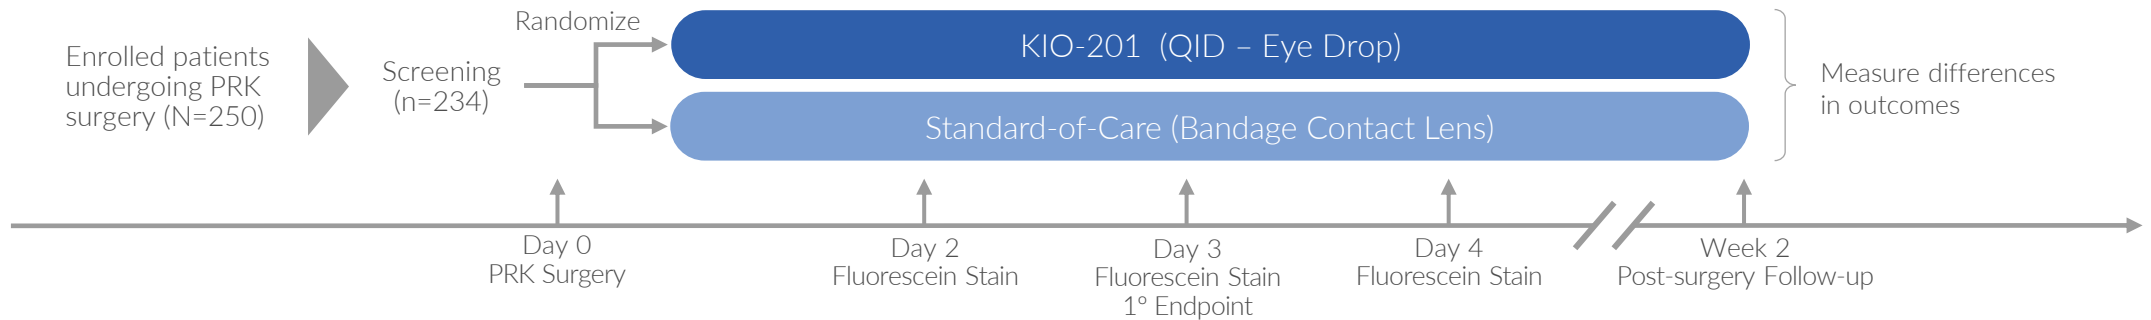 Enrolled patients
undergoing PRK
surgery (N=250)
Screening
(n=234)
Randomize
KIO-201 (QID – Eye Drop)
Standard-of-Care (Bandage Contact Lens)
Measure differences
in outcomes
Day 0
PRK Surgery
Day 2
Fluorescein Stain
Day 3
Fluorescein Stain
1° Endpoint
Day 4
Fluorescein Stain
Week 2
Post-surgery Follow-up